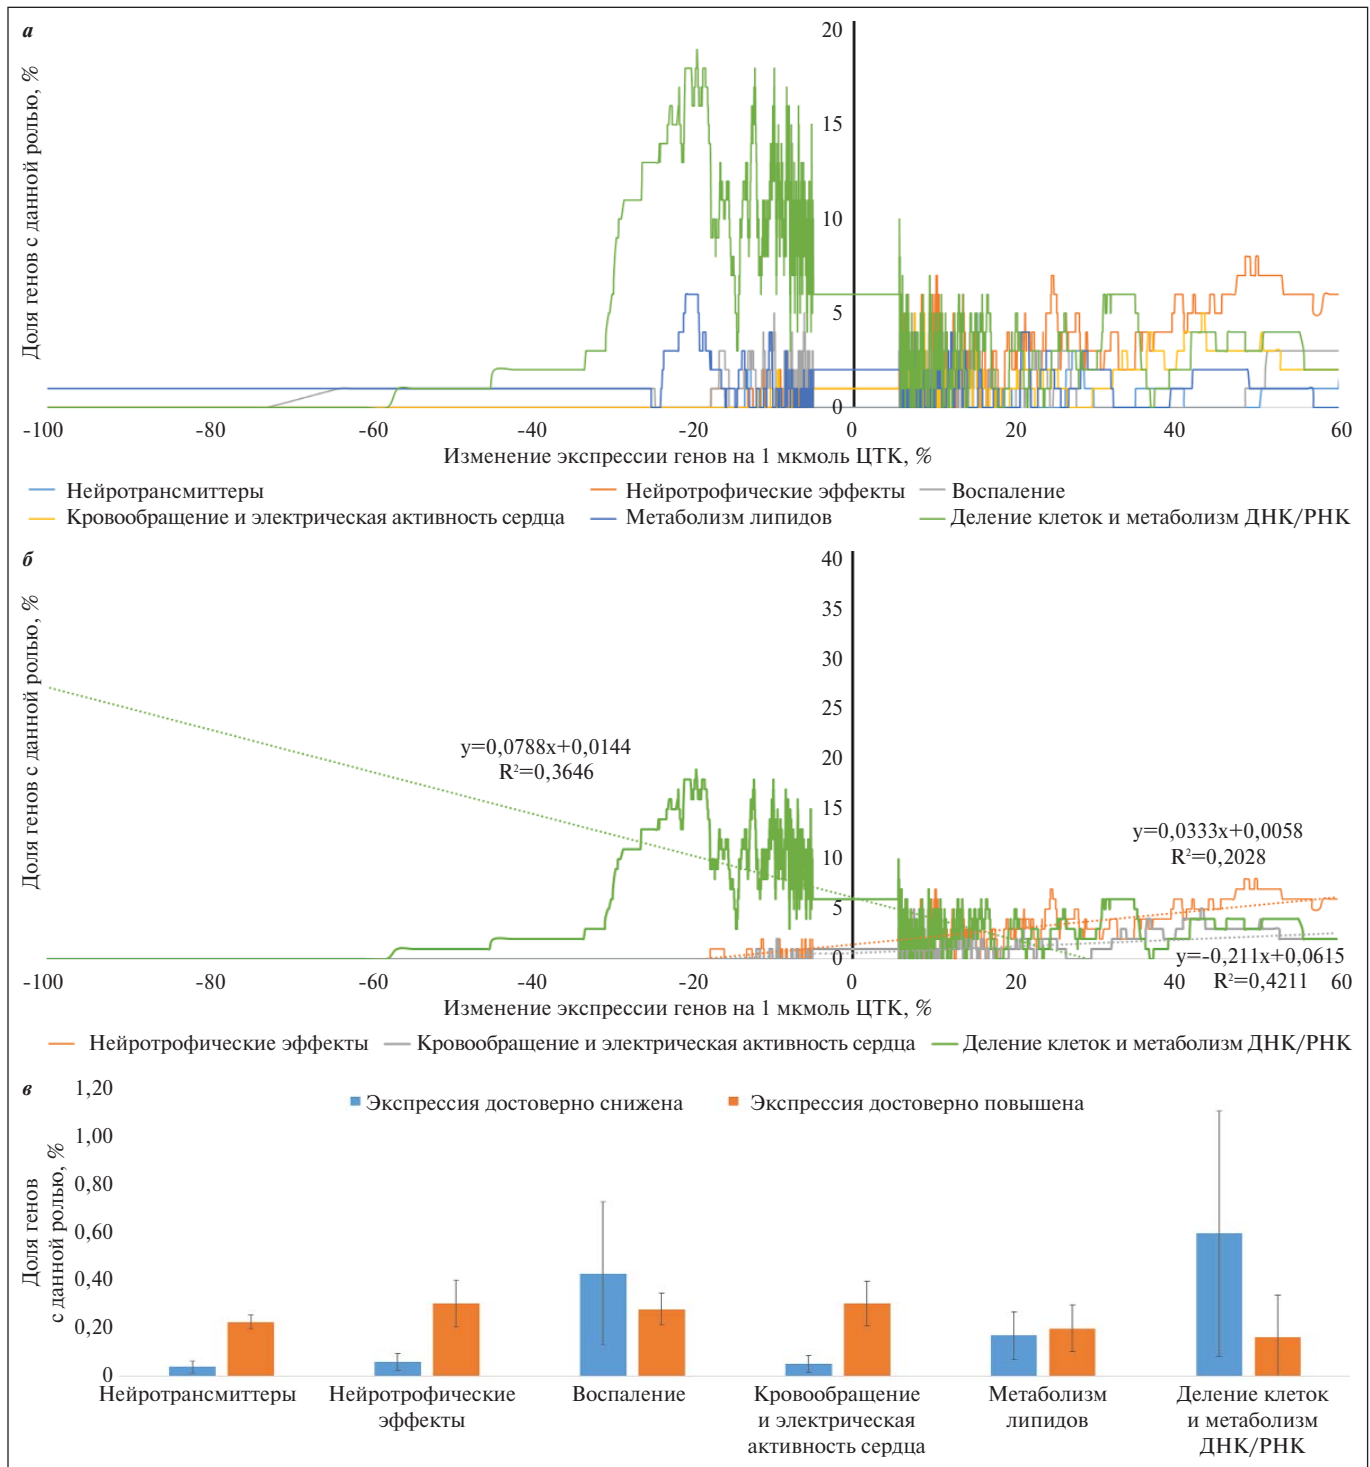 а
Доля генов с данной ролью, %
20
15
10
5
0
-100 -80 -60 -40 -20 0 20 40 60
Изменение экспрессии генов на 1 мкмоль ЦТК, %
Нейротрансмиттеры Нейротрофические эффекты Воспаление
Кровообращение и электрическая активность сердца Метаболизм липидов Деление клеток и метаболизм ДНК/РНК
б
Доля генов с данной ролью, %
40
35
30
25
20
15
10
5
0
y=0,0788x+0,0144
R²=0,3646
y=0,0333x+0,0058
R²=0,2028
y=-0,211x+0,0615
R²=0,4211
-100 -80 -60 -40 -20 0 20 40 60
Изменение экспрессии генов на 1 мкмоль ЦТК, %
Нейротрофические эффекты Кровообращение и электрическая активность сердца Деление клеток и метаболизм ДНК/РНК
в
Доля генов
с данной ролью, %
1,20
1,00
0,80
0,60
0,40
0,20
0
Экспрессия достоверно снижена Экспрессия достоверно повышена
Нейротрансмиттеры
Нейротрофические
эффекты
Воспаление
Кровообращение
и электрическая
активность сердца
Метаболизм
липидов
Деление клеток
и метаболизм
ДНК/РНК